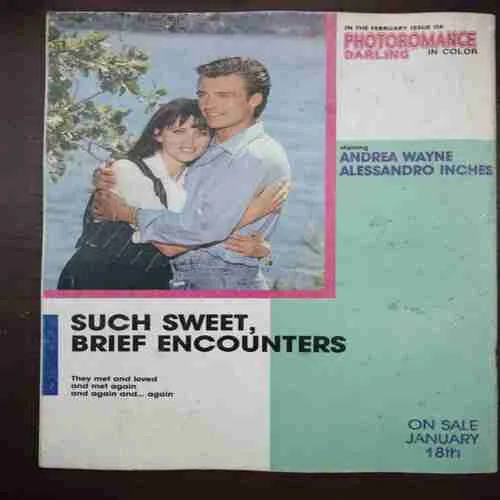 IN THE FEBRUARY ISSUE OF
PHOTOROMANCE
DARLING IN COLOR
starring
ANDREA WAYNE
ALESSANDRO INCHES
SUCH SWEET,
BRIEF ENCOUNTERS
They met and loved
and met again
and again and... again
ON SALE
JANUARY
18th